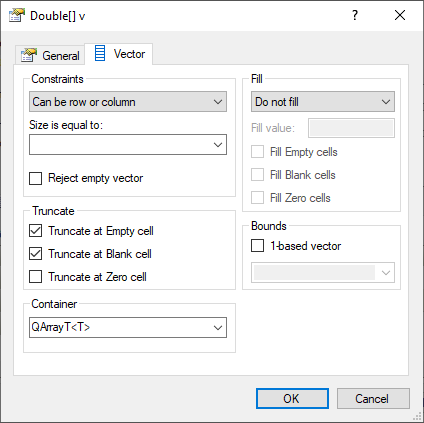 Double[] v
General
Vector
Constraints
Can be row or column
Size is equal to:
Reject empty vector
Truncate
Truncate at Empty cell
Truncate at Blank cell
Truncate at Zero cell
Container
QArrayT<T>
Fill
Do not fill
Fill value:
Fill Empty cells
Fill Blank cells
Fill Zero cells
Bounds
1-based vector
OK
Cancel